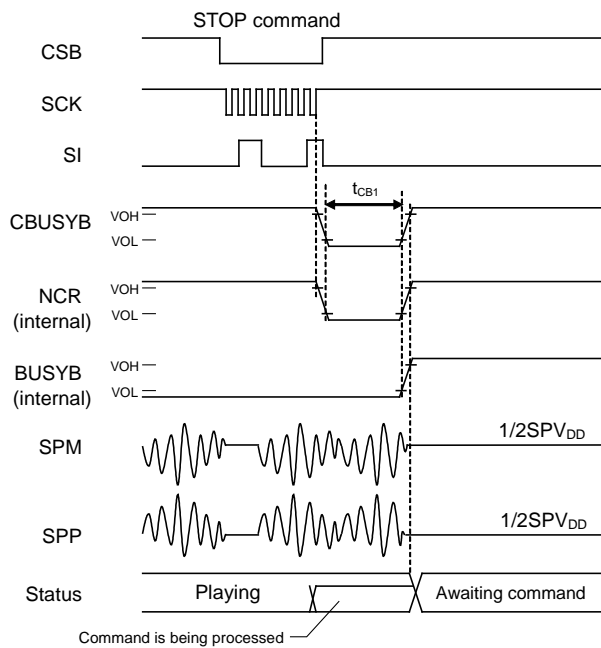 STOP command
CSB
SCK
SI
tCB1
CBUSYB
VOH
VOL
NCR
(internal)
VOH
VOL
BUSYB
(internal)
VOH
VOL
SPM
1/2SPVDD
SPP
1/2SPVDD
Status
Playing
Awaiting command
Command is being processed